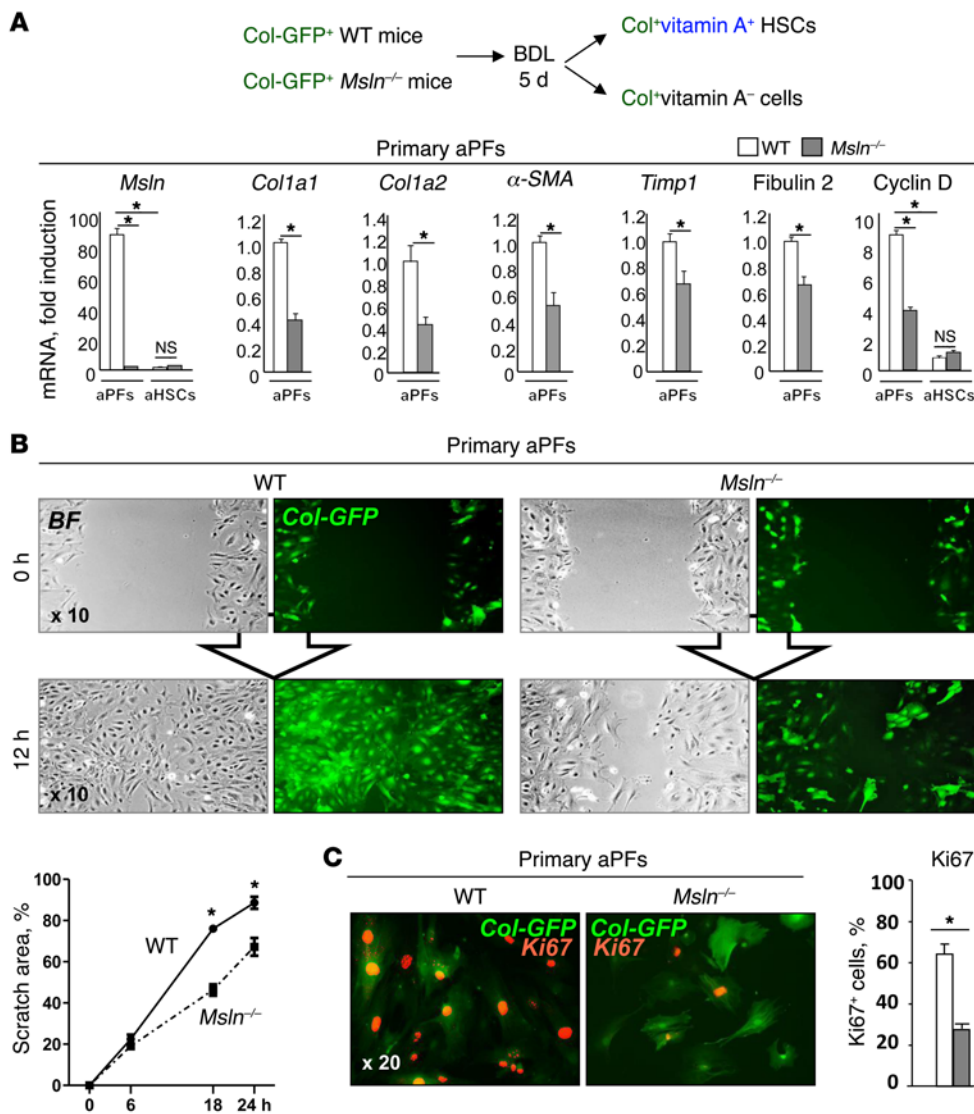 A
Col-GFP⁺ WT mice
Col-GFP⁺ Msln⁻/⁻ mice
BDL
5 d
Col⁺vitamin A⁺ HSCs
Col⁺vitamin A⁻ cells
Primary aPFs
WT Msln⁻/⁻
mRNA, fold induction
Msln
100
80
60
40
20
0
*
*
NS
aPFs aHSCs
Col1a1
1.2
1.0
0.8
0.6
0.4
0.2
0
*
aPFs
Col1a2
1.2
1.0
0.8
0.6
0.4
0.2
0
*
aPFs
α-SMA
1.2
1.0
0.8
0.6
0.4
0.2
0
*
aPFs
Timp1
1.2
1.0
0.8
0.6
0.4
0.2
0
*
aPFs
Fibulin 2
1.2
1.0
0.8
0.6
0.4
0.2
0
*
aPFs
Cyclin D
10
8
6
4
2
0
*
*
NS
aPFs aHSCs
B
Primary aPFs
WT Msln⁻/⁻
0 h
BF
x 10
Col-GFP
12 h
x 10
Scratch area, %
100
80
60
40
20
0
WT
Msln⁻/⁻
* *
0 6 18 24 h
C
Primary aPFs
WT Msln⁻/⁻
Col-GFP
Ki67
x 20
Col-GFP
Ki67
Ki67
Ki67⁺ cells, %
100
80
60
40
20
0
*